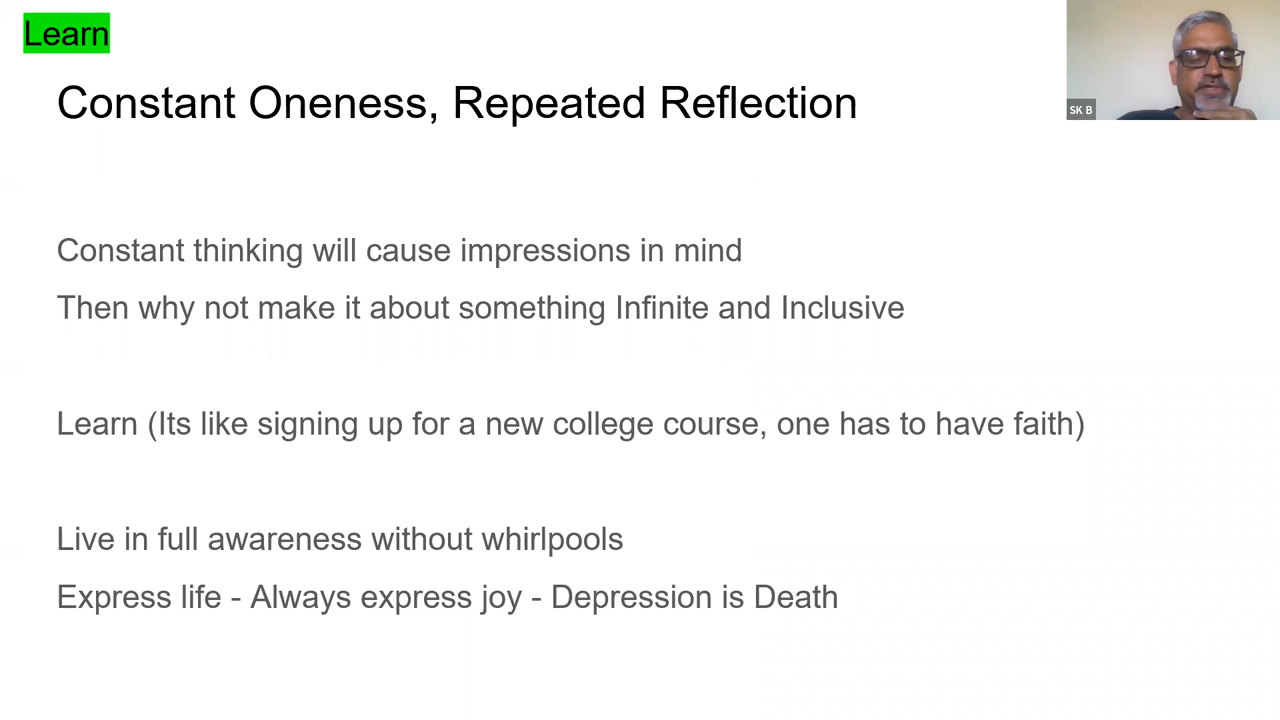 Learn
Constant Oneness, Repeated Reflection
SK B
Constant thinking will cause impressions in mind
Then why not make it about something Infinite and Inclusive
Learn (Its like signing up for a new college course, one has to have faith)
Live in full awareness without whirlpools
Express life - Always express joy - Depression is Death